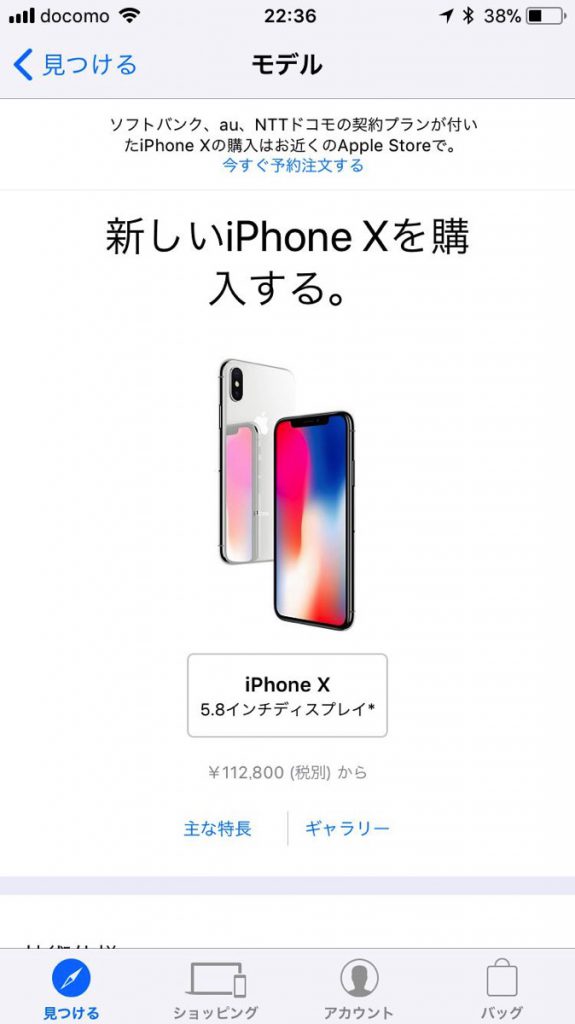 docomo 22:36 38%
見つける モデル
ソフトバンク、au、NTTドコモの契約プランが付い
たiPhone Xの購入はお近くのApple Storeで。
今すぐ予約注文する
新しいiPhone Xを購
入する。
iPhone X
5.8インチディスプレイ*
¥112,800 (税別) から
主な特長 ギャラリー
見つける ショッピング アカウント バッグ